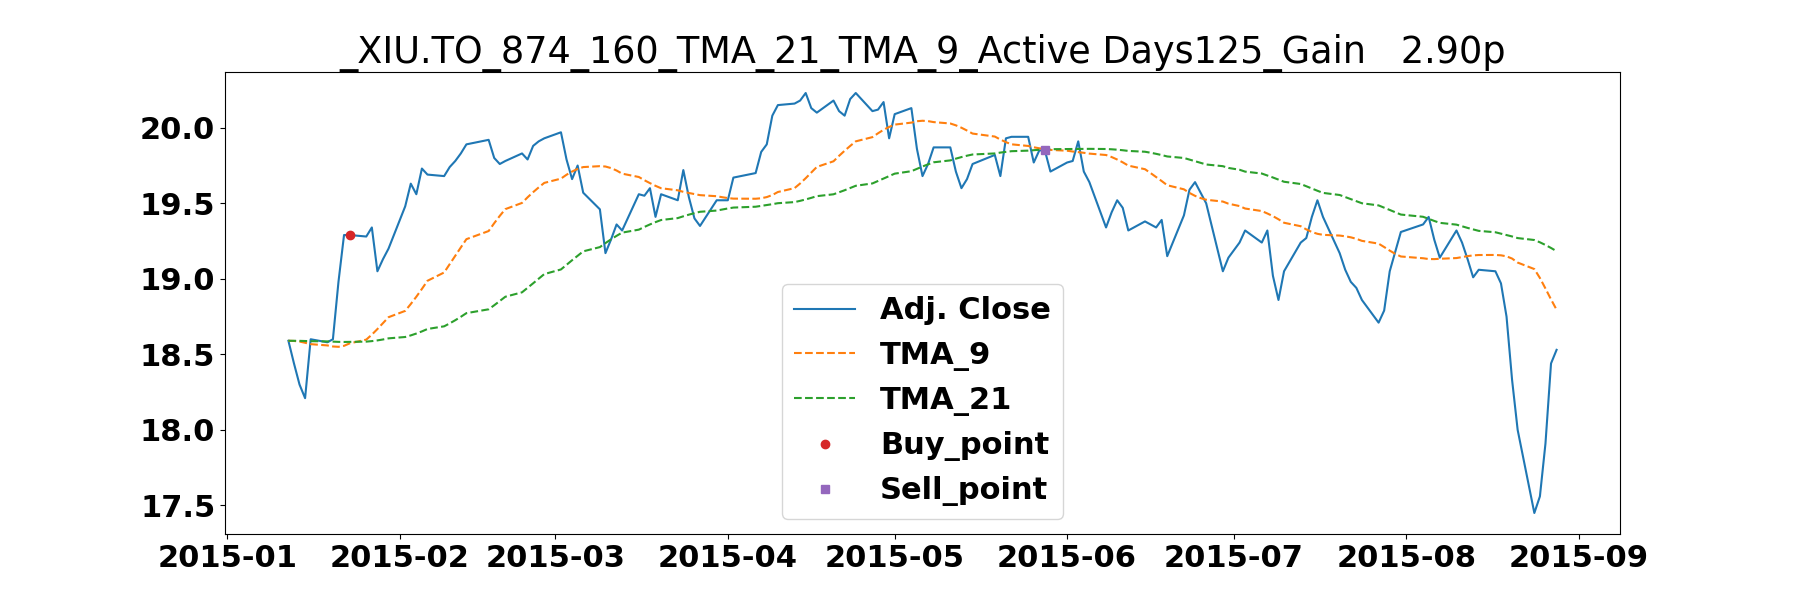 _XIU.TO_874_160_TMA_21_TMA_9_Active Days125_Gain   2.90p
20.0
19.5
19.0
18.5
18.0
17.5
Adj. Close
TMA_9
TMA_21
Buy_point
Sell_point
2015-01 2015-02 2015-03 2015-04 2015-05 2015-06 2015-07 2015-08 2015-09